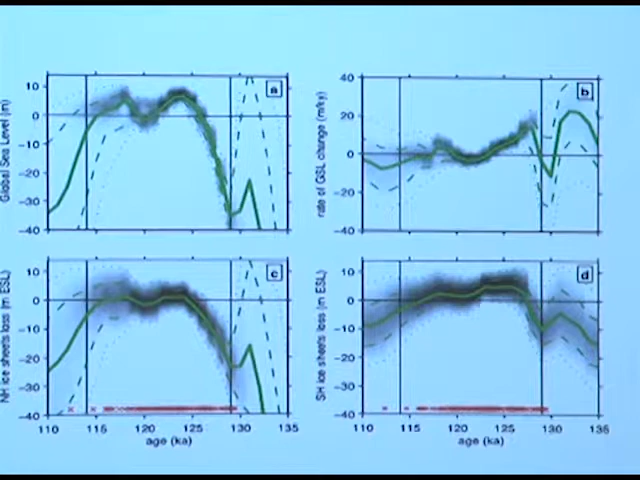 a
Global Sea Level (m)
10
0
−10
−20
−30
−40
b
rate of GSL change (m/ky)
40
20
0
−20
−40
c
NH ice sheets loss (m ESL)
10
0
−10
−20
−30
−40
110 115 120 125 130 135
age (ka)
d
SH ice sheets loss (m ESL)
10
0
−10
−20
−30
−40
110 115 120 125 130 135
age (ka)